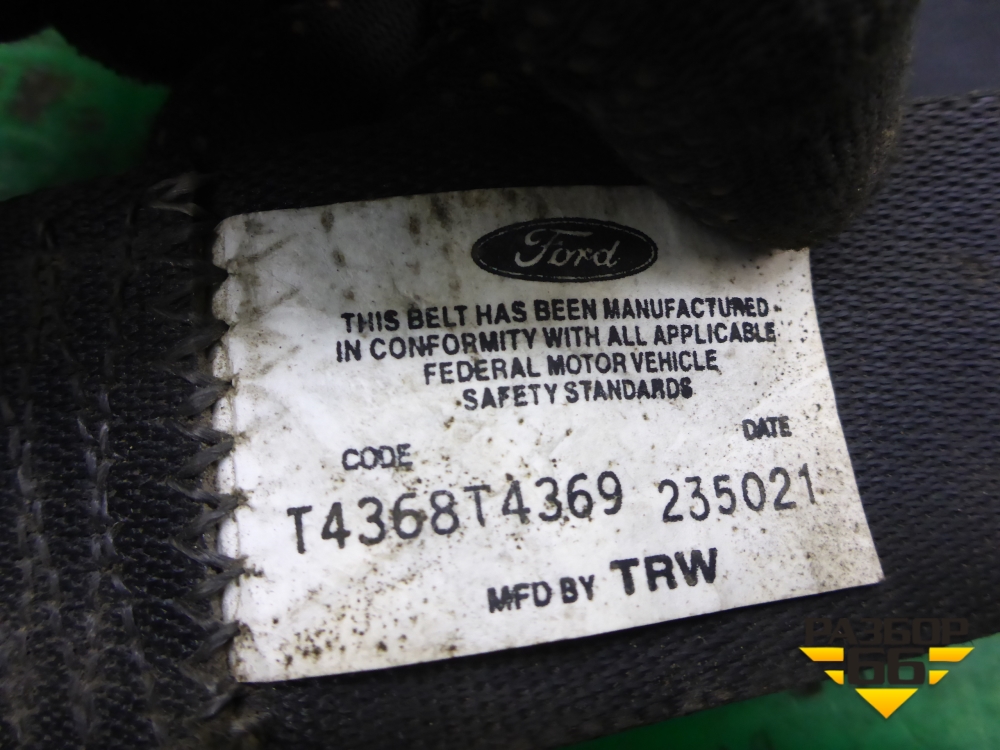 Ford
THIS BELT HAS BEEN MANUFACTURED
IN CONFORMITY WITH ALL APPLICABLE
FEDERAL MOTOR VEHICLE
SAFETY STANDARDS
CODE DATE
T4368T4369 235021
MFD BY TRW
РАЗБОР
66